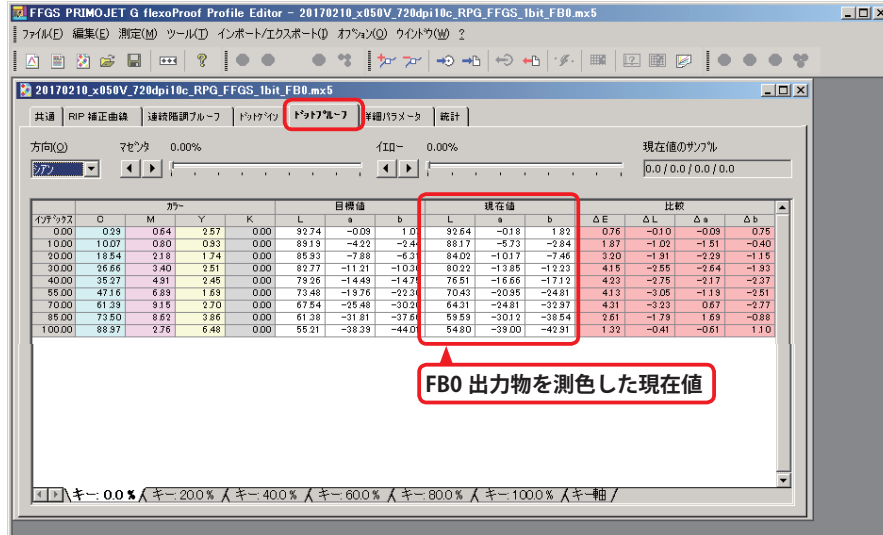 FFGS PRIMOJET G flexoProof Profile Editor - 20170210_x050V_720dpi10c_RPG_FFGS_1bit_FB0.mx5
ファイル(F) 編集(E) 測定(M) ツール(T) インポート/エクスポート(I) オプション(O) ウインドウ(W) ?
20170210_x050V_720dpi10c_RPG_FFGS_1bit_FB0.mx5
共通 RIP 補正曲線 連続階調プルーフ ドットゲイン ドットプルーフ 詳細パラメータ 統計
方向(O) マゼンタ 0.00% イエロー 0.00% 現在値のサンプル
シアン 0.0 / 0.0 / 0.0 / 0.0
カラー 目標値 現在値 比較
インデックス C M Y K L a b L a b ΔE ΔL Δa Δb
0.00 0.29 0.64 2.57 0.00 92.74 -0.09 1.07 92.64 -0.18 1.82 0.76 -0.10 -0.09 0.75
10.00 10.07 0.80 0.93 0.00 89.19 -4.22 -2.44 88.17 -5.73 -2.84 1.87 -1.02 -1.51 -0.40
20.00 18.54 2.18 1.74 0.00 85.93 -7.88 -6.31 84.02 -10.17 -7.46 3.20 -1.91 -2.29 -1.15
30.00 26.66 3.40 2.51 0.00 82.77 -11.21 -10.30 80.22 -13.85 -12.23 4.15 -2.55 -2.64 -1.93
40.00 35.27 4.91 2.45 0.00 79.26 -14.49 -14.75 76.51 -16.66 -17.12 4.23 -2.75 -2.17 -2.37
55.00 47.16 6.89 1.69 0.00 73.48 -19.76 -22.30 70.43 -20.95 -24.81 4.13 -3.05 -1.19 -2.51
70.00 61.39 9.15 2.70 0.00 67.54 -25.48 -30.20 64.31 -24.81 -32.97 4.31 -3.23 0.67 -2.77
85.00 73.50 8.62 3.86 0.00 61.38 -31.81 -37.66 59.59 -30.12 -38.54 2.61 -1.79 1.69 -0.88
100.00 88.97 2.76 6.48 0.00 55.21 -38.39 -44.01 54.80 -39.00 -42.91 1.32 -0.41 -0.61 1.10
FB0 出力物を測色した現在値
キー: 0.0 % キー: 20.0 % キー: 40.0 % キー: 60.0 % キー: 80.0 % キー: 100.0 % キー軸